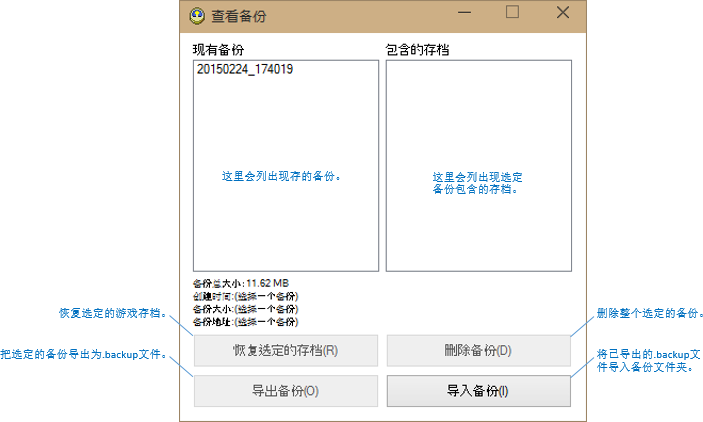 查看备份
现有备份
包含的存档
20150224_174019
这里会列出现存的备份。
这里会列出现选定
备份包含的存档。
备份总大小: 11.62 MB
创建时间:(选择一个备份)
备份大小:(选择一个备份)
备份地址:(选择一个备份)
恢复选定的游戏存档。
删除整个选定的备份。
恢复选定的存档(R)
删除备份(D)
把选定的备份导出为.backup文件。
将已导出的.backup文
件导入备份文件夹。
导出备份(O)
导入备份(I)